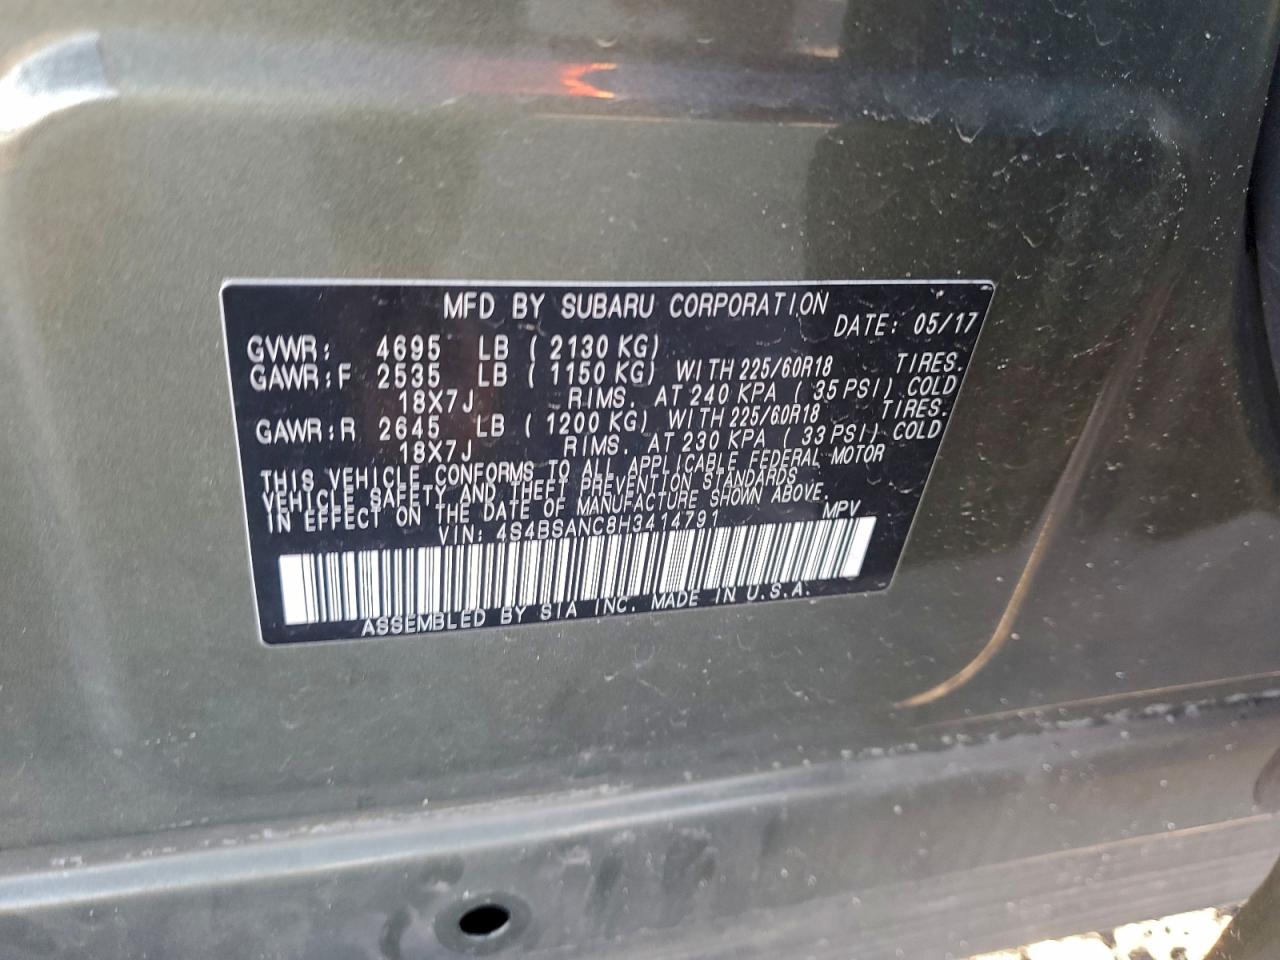 MFD BY SUBARU CORPORATION
DATE: 05/17
GVWR: 4695 LB (2130 KG)
GAWR:F 2535 LB (1150 KG) WITH 225/60R18 TIRES.
18X7J RIMS. AT 240 KPA (35 PSI) COLD
GAWR:R 2645 LB (1200 KG) WITH 225/60R18 TIRES.
18X7J RIMS. AT 230 KPA (33 PSI) COLD
THIS VEHICLE CONFORMS TO ALL APPLICABLE FEDERAL MOTOR
VEHICLE SAFETY AND THEFT PREVENTION STANDARDS
IN EFFECT ON THE DATE OF MANUFACTURE SHOWN ABOVE.
VIN: 4S4BSANC8H3414791 MPV
ASSEMBLED BY SIA INC. MADE IN U.S.A.